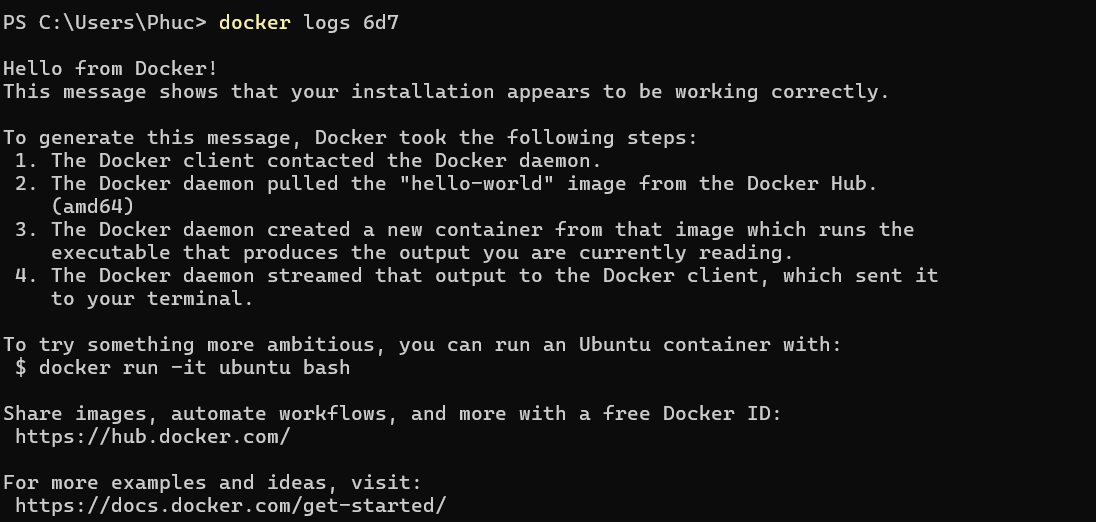 PS C:\Users\Phuc> docker logs 6d7
Hello from Docker!
This message shows that your installation appears to be working correctly.
To generate this message, Docker took the following steps:
1. The Docker client contacted the Docker daemon.
2. The Docker daemon pulled the "hello-world" image from the Docker Hub.
(amd64)
3. The Docker daemon created a new container from that image which runs the
executable that produces the output you are currently reading.
4. The Docker daemon streamed that output to the Docker client, which sent it
to your terminal.
To try something more ambitious, you can run an Ubuntu container with:
$ docker run -it ubuntu bash
Share images, automate workflows, and more with a free Docker ID:
https://hub.docker.com/
For more examples and ideas, visit:
https://docs.docker.com/get-started/